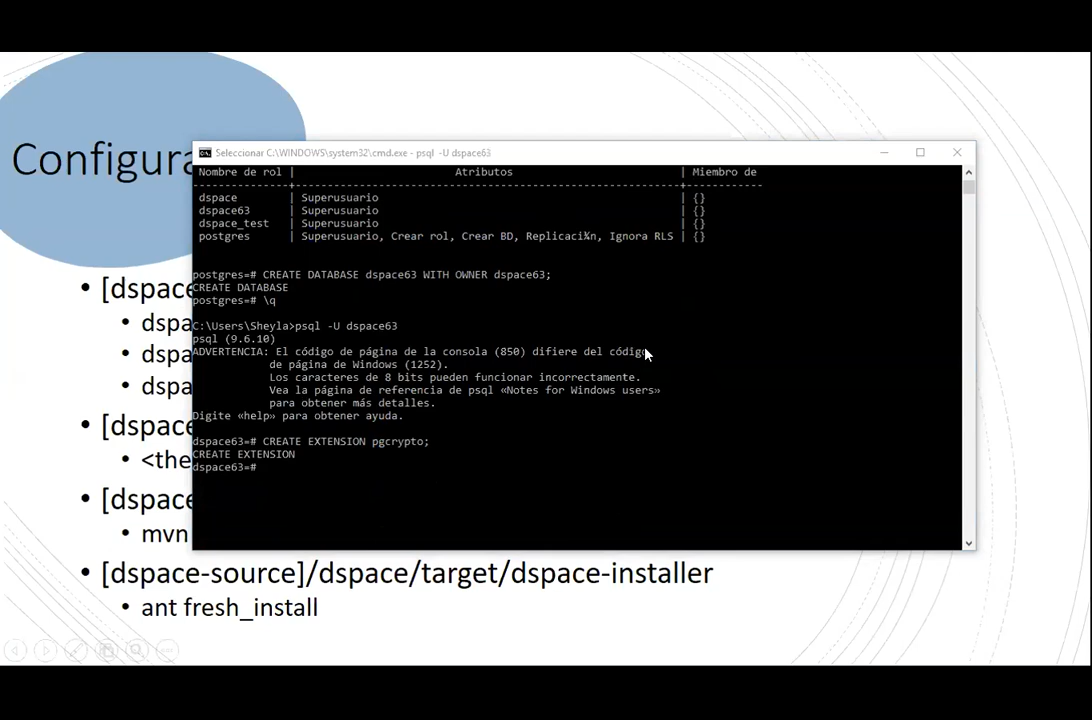 Configura
Seleccionar C:\WINDOWS\system32\cmd.exe - psql -U dspace63
Nombre de rol | Atributos | Miembro de
---------------+------------------------------------------------------------+-----------
dspace | Superusuario | {}
dspace63 | Superusuario | {}
dspace_test | Superusuario | {}
postgres | Superusuario, Crear rol, Crear BD, Replicaci¾n, Ignora RLS | {}
postgres=# CREATE DATABASE dspace63 WITH OWNER dspace63;
CREATE DATABASE
postgres=# \q
C:\Users\Sheyla>psql -U dspace63
psql (9.6.10)
ADVERTENCIA: El código de página de la consola (850) difiere del código
de página de Windows (1252).
Los caracteres de 8 bits pueden funcionar incorrectamente.
Vea la página de referencia de psql «Notes for Windows users»
para obtener más detalles.
Digite «help» para obtener ayuda.
dspace63=# CREATE EXTENSION pgcrypto;
CREATE EXTENSION
dspace63=#
• [dspace
• dspa
• dspa
• dspa
• [dspace
• <the
• [dspace
• mvn
• [dspace-source]/dspace/target/dspace-installer
• ant fresh_install